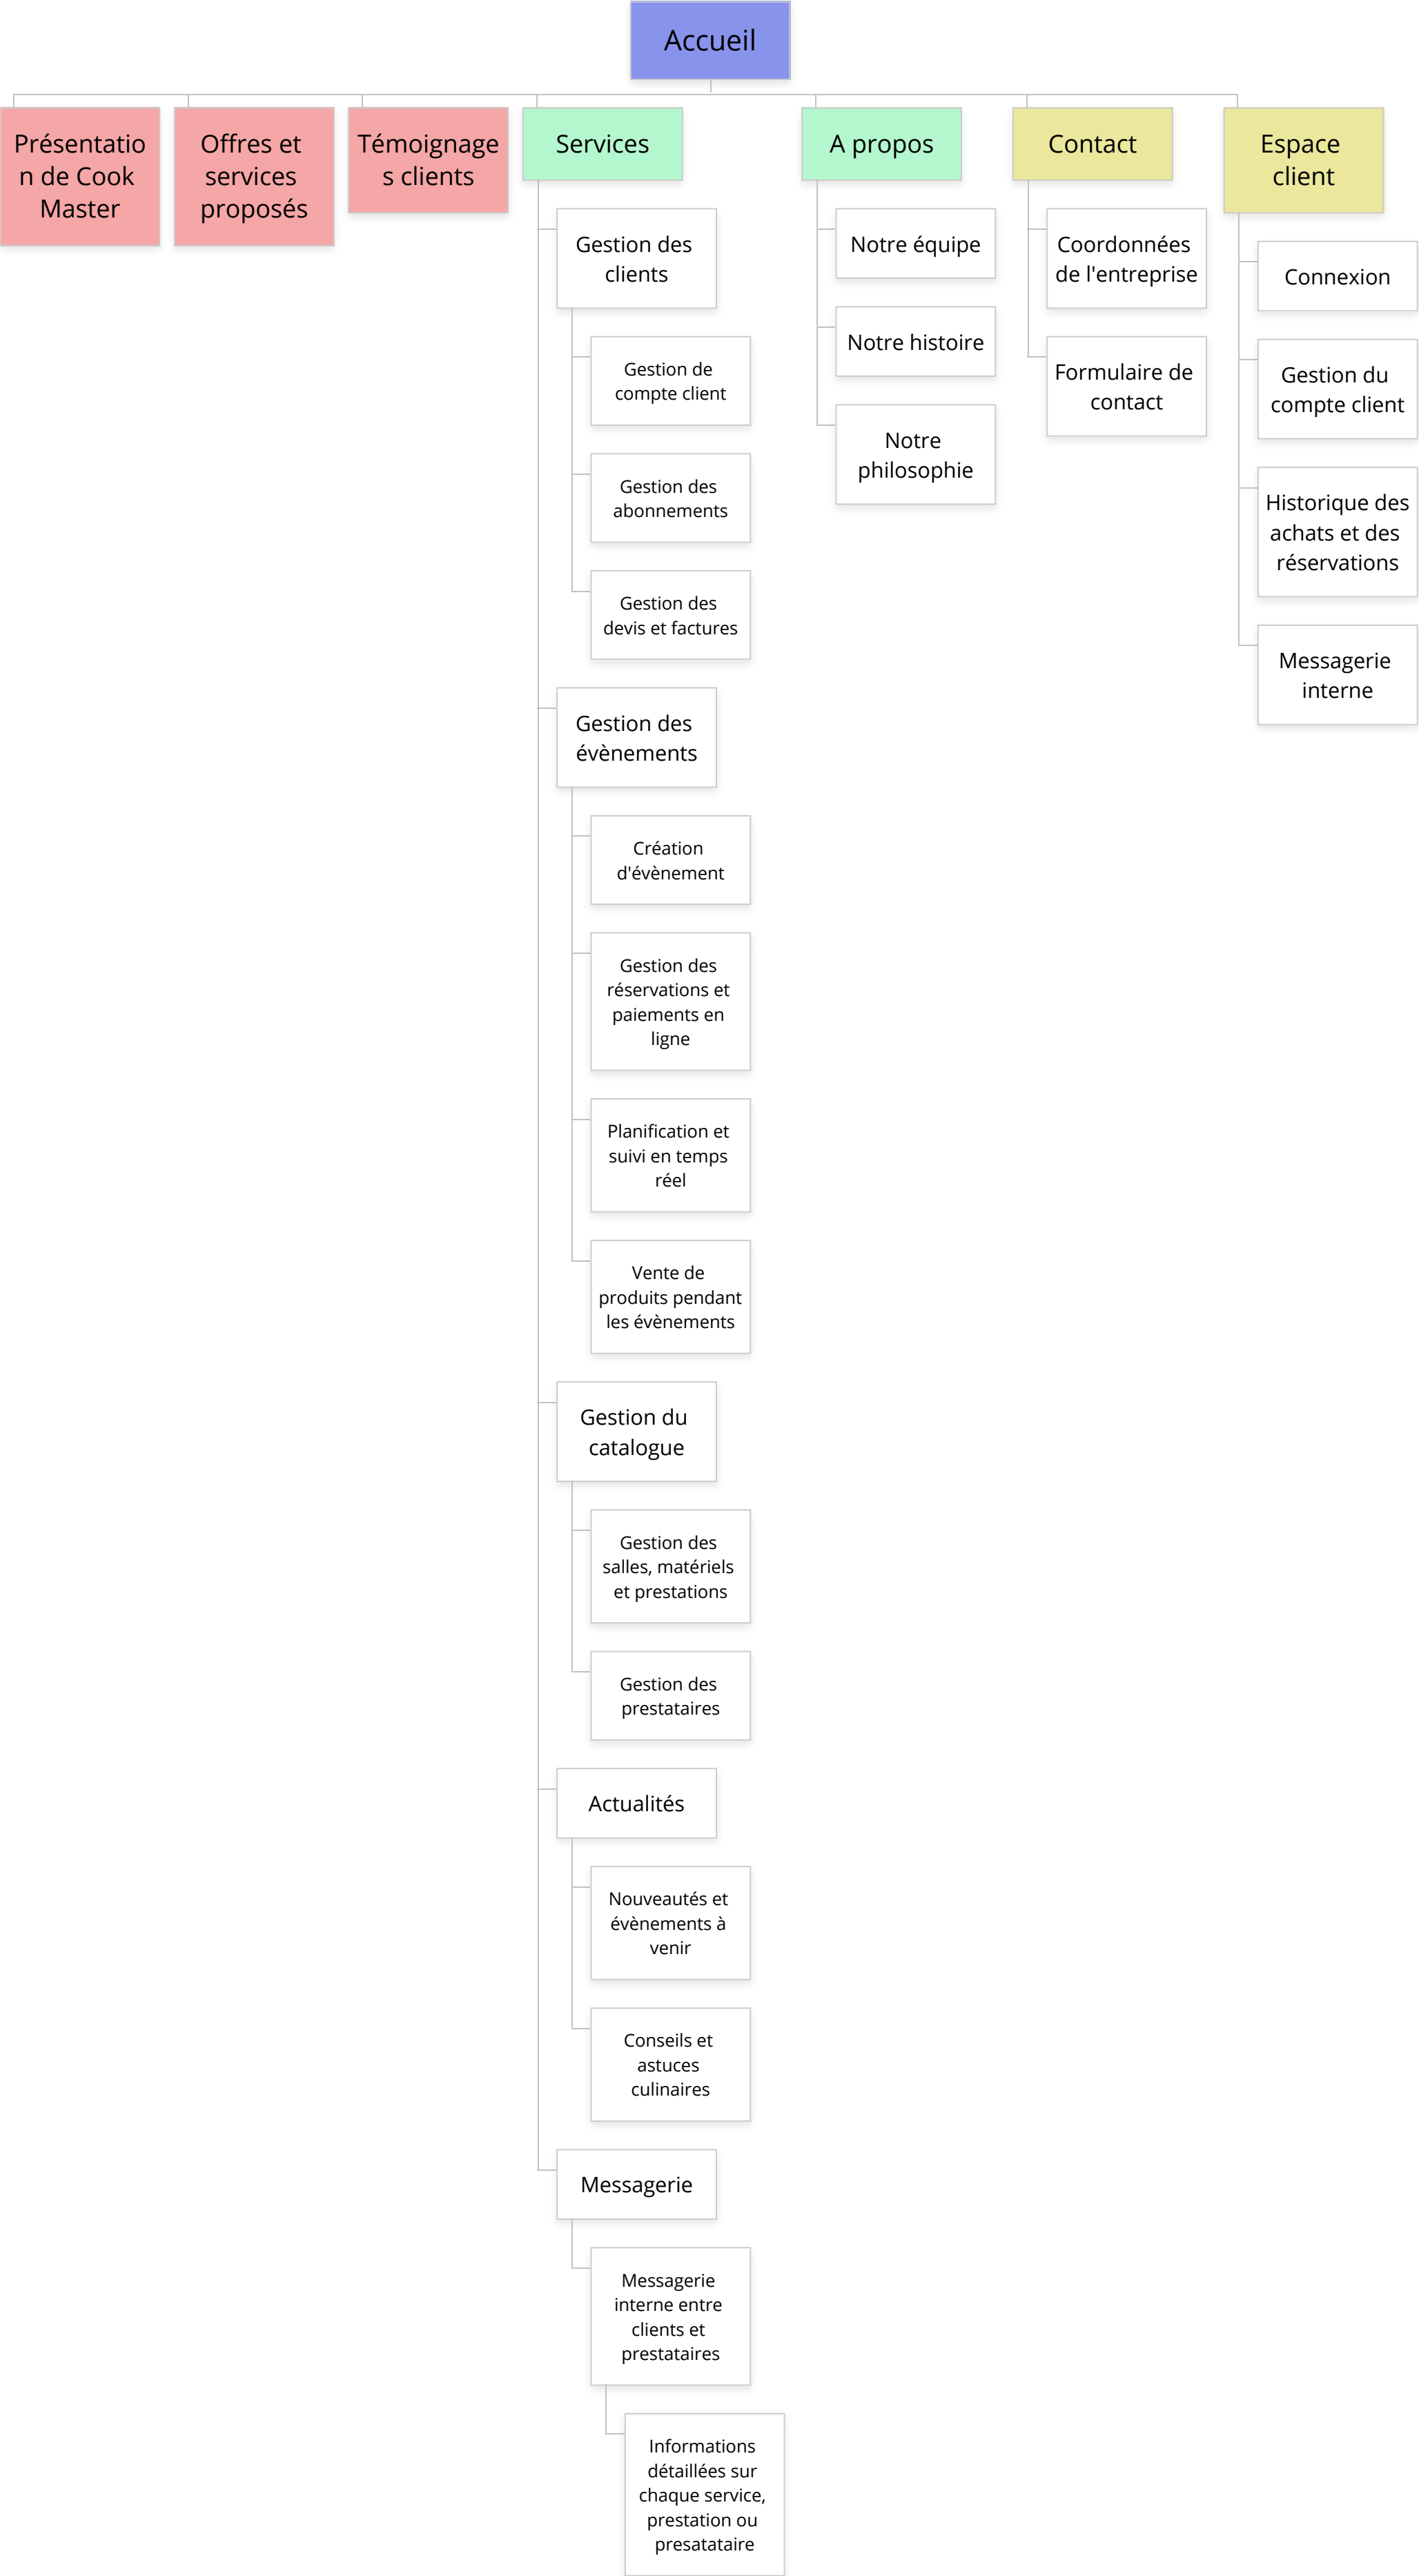 Accueil
Présentatio
n de Cook
Master
Offres et
services
proposés
Témoignage
s clients
Services
Gestion des
clients
Gestion de
compte client
Gestion des
abonnements
Gestion des
devis et factures
Gestion des
évènements
Création
d'évènement
Gestion des
réservations et
paiements en
ligne
Planification et
suivi en temps
réel
Vente de
produits pendant
les évènements
Gestion du
catalogue
Gestion des
salles, matériels
et prestations
Gestion des
prestataires
Actualités
Nouveautés et
évènements à
venir
Conseils et
astuces
culinaires
Messagerie
Messagerie
interne entre
clients et
prestataires
Informations
détaillées sur
chaque service,
prestation ou
presatataire
A propos
Notre équipe
Notre histoire
Notre
philosophie
Contact
Coordonnées
de l'entreprise
Formulaire de
contact
Espace
client
Connexion
Gestion du
compte client
Historique des
achats et des
réservations
Messagerie
interne